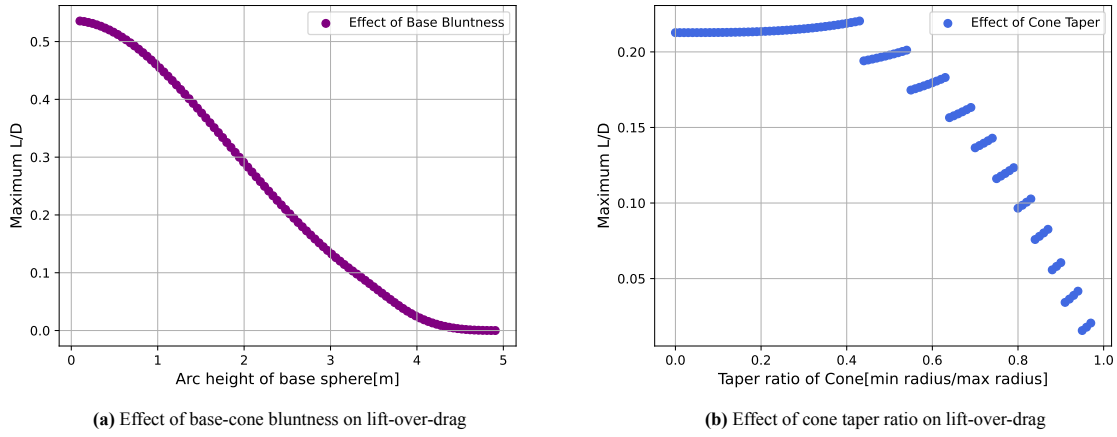 Effect of Base Bluntness
Maximum L/D
0.5
0.4
0.3
0.2
0.1
0.0
0
1
2
3
4
5
Arc height of base sphere[m]
(a) Effect of base-cone bluntness on lift-over-drag
Effect of Cone Taper
Maximum L/D
0.20
0.15
0.10
0.05
0.0
0.2
0.4
0.6
0.8
1.0
Taper ratio of Cone[min radius/max radius]
(b) Effect of cone taper ratio on lift-over-drag